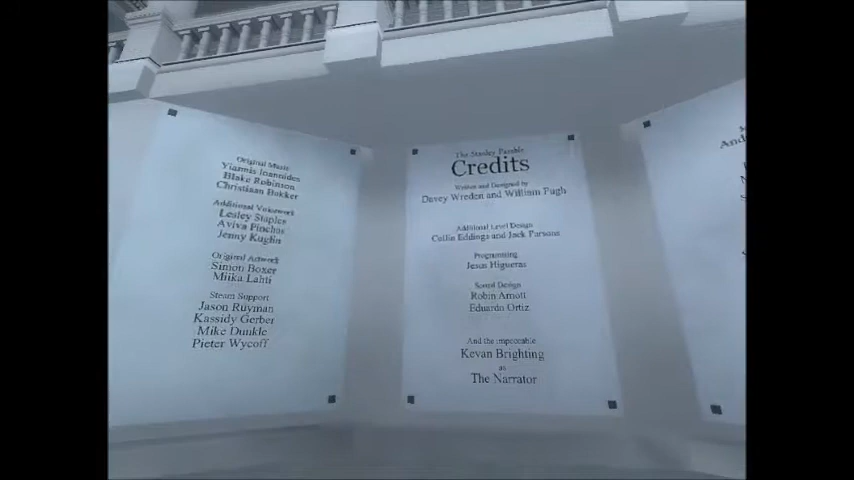 Original Music
Yiannis Ioannides
Blake Robinson
Christiaan Bakker
Additional Voicework
Lesley Staples
Aviva Pinchas
Jenny Kuglin
Original Artwork
Simon Boxer
Miika Lahti
Steam Support
Jason Ruyman
Kassidy Gerber
Mike Dunkle
Pieter Wycoff
The Stanley Parable
Credits
Written and Designed by
Davey Wreden and William Pugh
Additional Level Design
Collin Eddings and Jack Parsons
Programming
Jesus Higueras
Sound Design
Robin Arnott
Eduardo Ortiz
And the impeccable
Kevan Brighting
as
The Narrator